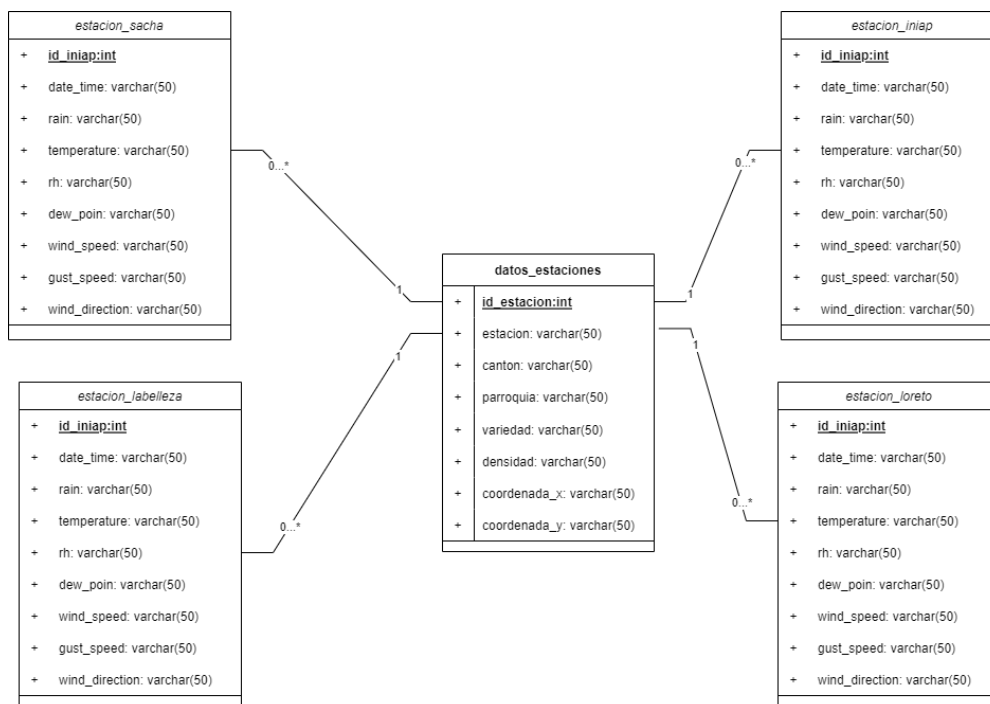 estacion_sacha
+ id_iniap:int
+ date_time: varchar(50)
+ rain: varchar(50)
+ temperature: varchar(50)
+ rh: varchar(50)
+ dew_poin: varchar(50)
+ wind_speed: varchar(50)
+ gust_speed: varchar(50)
+ wind_direction: varchar(50)
0...*
1
estacion_iniap
+ id_iniap:int
+ date_time: varchar(50)
+ rain: varchar(50)
+ temperature: varchar(50)
+ rh: varchar(50)
+ dew_poin: varchar(50)
+ wind_speed: varchar(50)
+ gust_speed: varchar(50)
+ wind_direction: varchar(50)
0...*
1
datos_estaciones
+ id_estacion:int
+ estacion: varchar(50)
+ canton: varchar(50)
+ parroquia: varchar(50)
+ variedad: varchar(50)
+ densidad: varchar(50)
+ coordenada_x: varchar(50)
+ coordenada_y: varchar(50)
estacion_labelleza
+ id_iniap:int
+ date_time: varchar(50)
+ rain: varchar(50)
+ temperature: varchar(50)
+ rh: varchar(50)
+ dew_poin: varchar(50)
+ wind_speed: varchar(50)
+ gust_speed: varchar(50)
+ wind_direction: varchar(50)
1
0...*
estacion_loreto
+ id_iniap:int
+ date_time: varchar(50)
+ rain: varchar(50)
+ temperature: varchar(50)
+ rh: varchar(50)
+ dew_poin: varchar(50)
+ wind_speed: varchar(50)
+ gust_speed: varchar(50)
+ wind_direction: varchar(50)
1
0...*